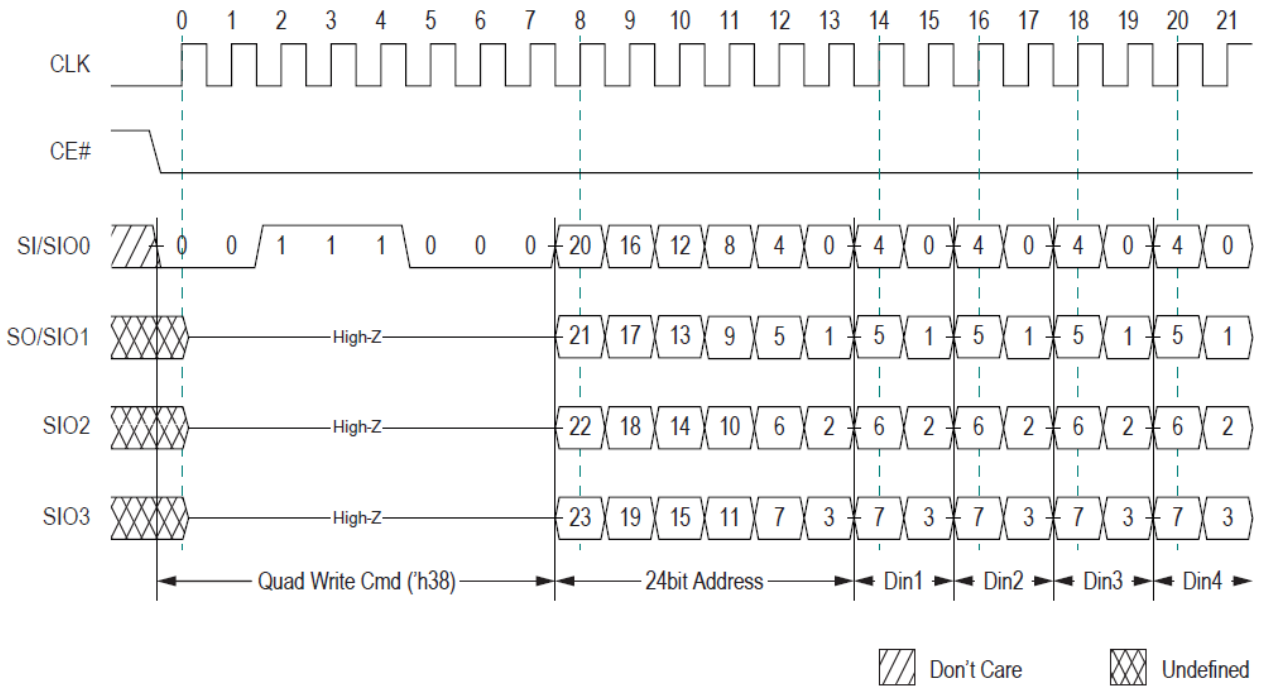 0 1 2 3 4 5 6 7 8 9 10 11 12 13 14 15 16 17 18 19 20 21
CLK
CE#
SI/SIO0 0 0 1 1 1 0 0 0 20 16 12 8 4 0 4 0 4 0 4 0 4 0
SO/SIO1 High-Z 21 17 13 9 5 1 5 1 5 1 5 1 5 1
SIO2 High-Z 22 18 14 10 6 2 6 2 6 2 6 2 6 2
SIO3 High-Z 23 19 15 11 7 3 7 3 7 3 7 3 7 3
Quad Write Cmd ('h38) 24bit Address Din1 Din2 Din3 Din4
Don't Care Undefined